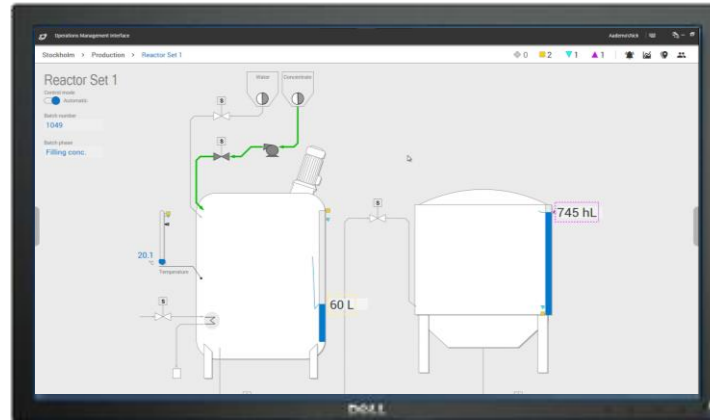 Operations Management Interface
Stockholm > Production > Reactor Set 1
0 2 1 1
Reactor Set 1
Control mode
Automatic
Batch number
1049
Batch phase
Filling conc.
Water
Concentrate
S
S
S
745 hL
20.1
°C
Temperature
S
60 L
DELL